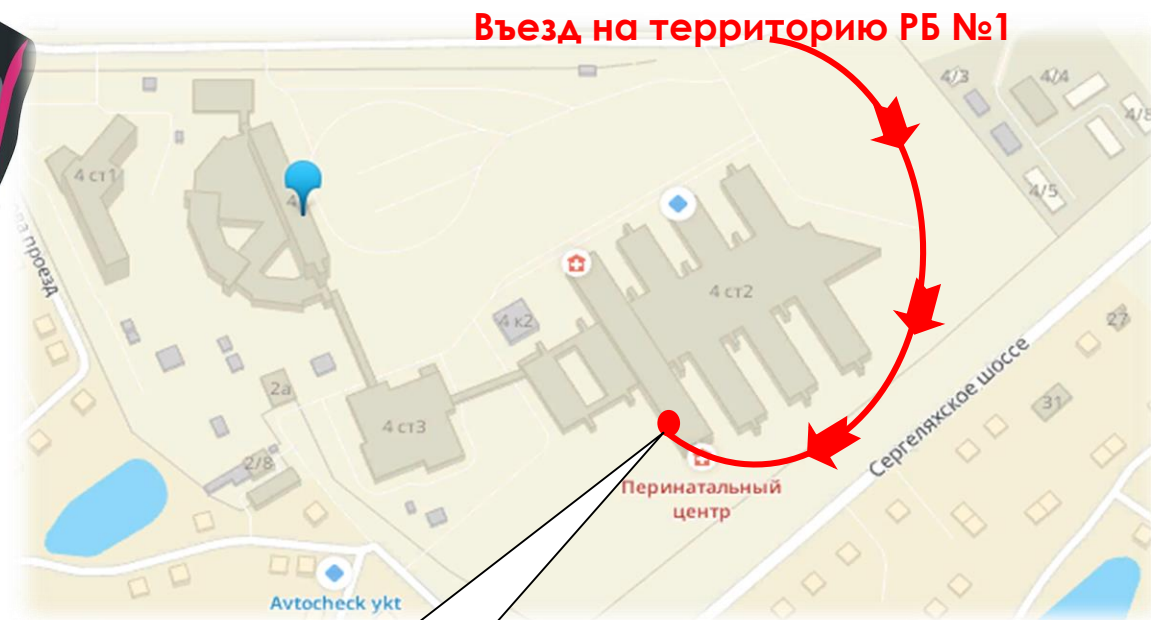 Въезд на территорию РБ №1
4/3
4/4
4/8
4 ст1
4/5
проезд
4 ст2
4 к2
27
Сергеляхское шоссе
2а
31
4 ст3
2/8
Перинатальный
центр
Avtocheck ykt